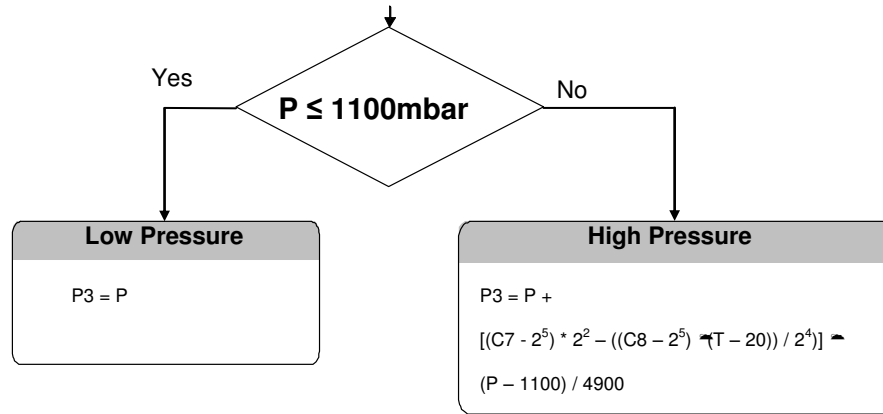 Yes
P ≤ 1100mbar
No
Low Pressure
P3 = P
High Pressure
P3 = P +
[(C7 - 2⁵) * 2² – ((C8 – 2⁵) (T – 20)) / 2⁴)]
(P – 1100) / 4900